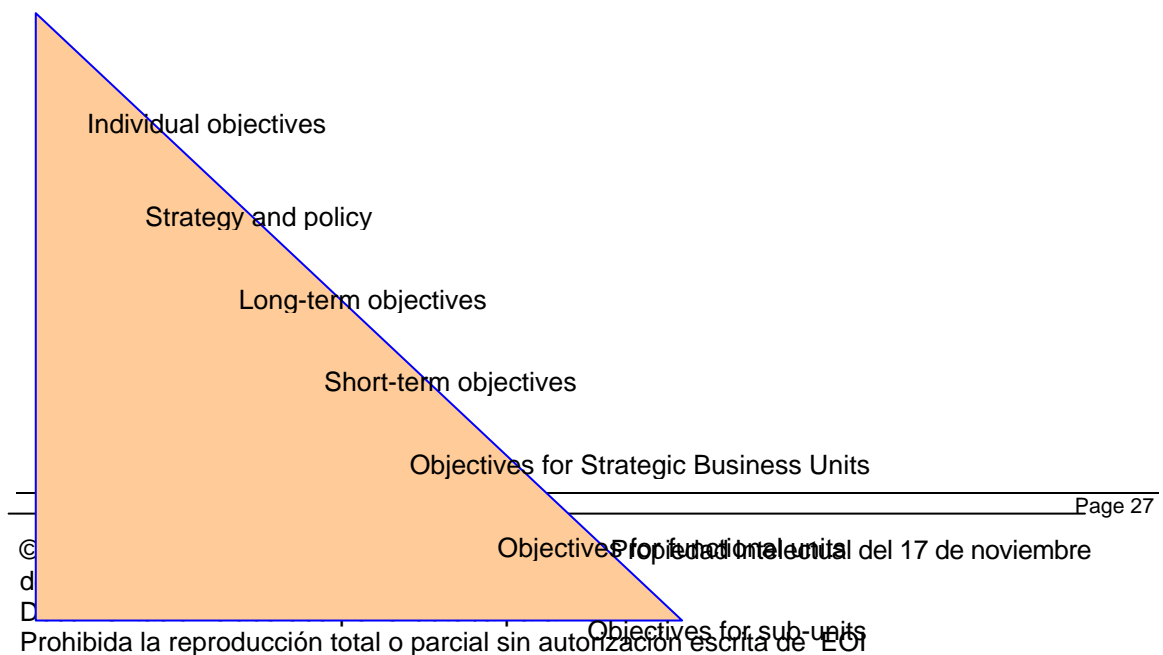 Individual objectives
Strategy and policy
Long-term objectives
Short-term objectives
Objectives for Strategic Business Units
Page 27
©
Objectives for functional units
Propiedad Intelectual del 17 de noviembre
d
D
Objectives for sub-units
Prohibida la reproducción total o parcial sin autorización escrita de EOI